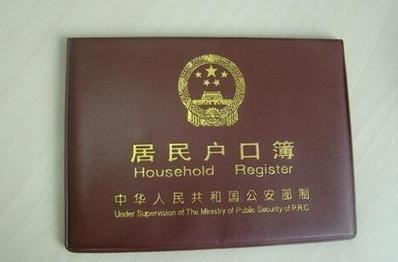 居民户口簿
Household Register
中华人民共和国公安部制
Under Supervision of The Ministry of Public Security of P.R.C.